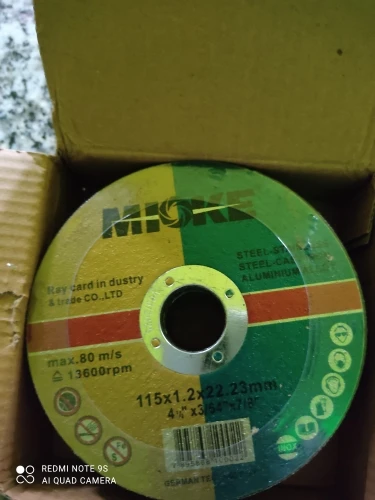 MIOKE
Kay card in dustry
& trade CO.,LTD
STEEL-
STEEL-CA
ALUMINIUM
max.80 m/s
13600rpm
115x1.2x22.23mm
REDMI NOTE 9S
AI QUAD CAMERA